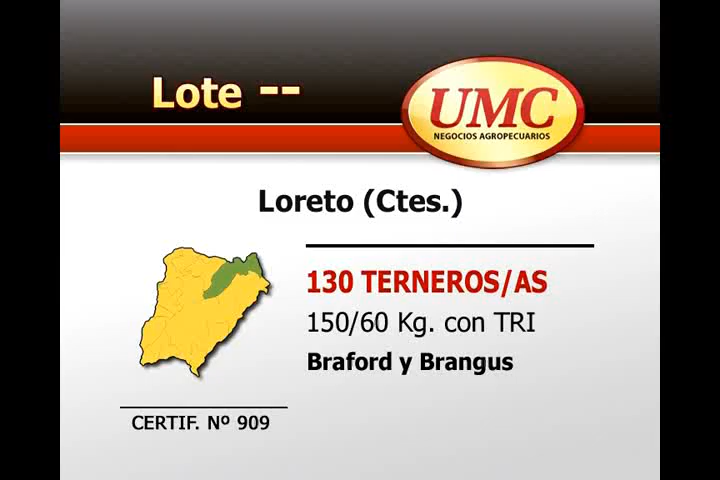 Lote --
UMC
NEGOCIOS AGROPECUARIOS
Loreto (Ctes.)
130 TERNEROS/AS
150/60 Kg. con TRI
Braford y Brangus
CERTIF. Nº 909